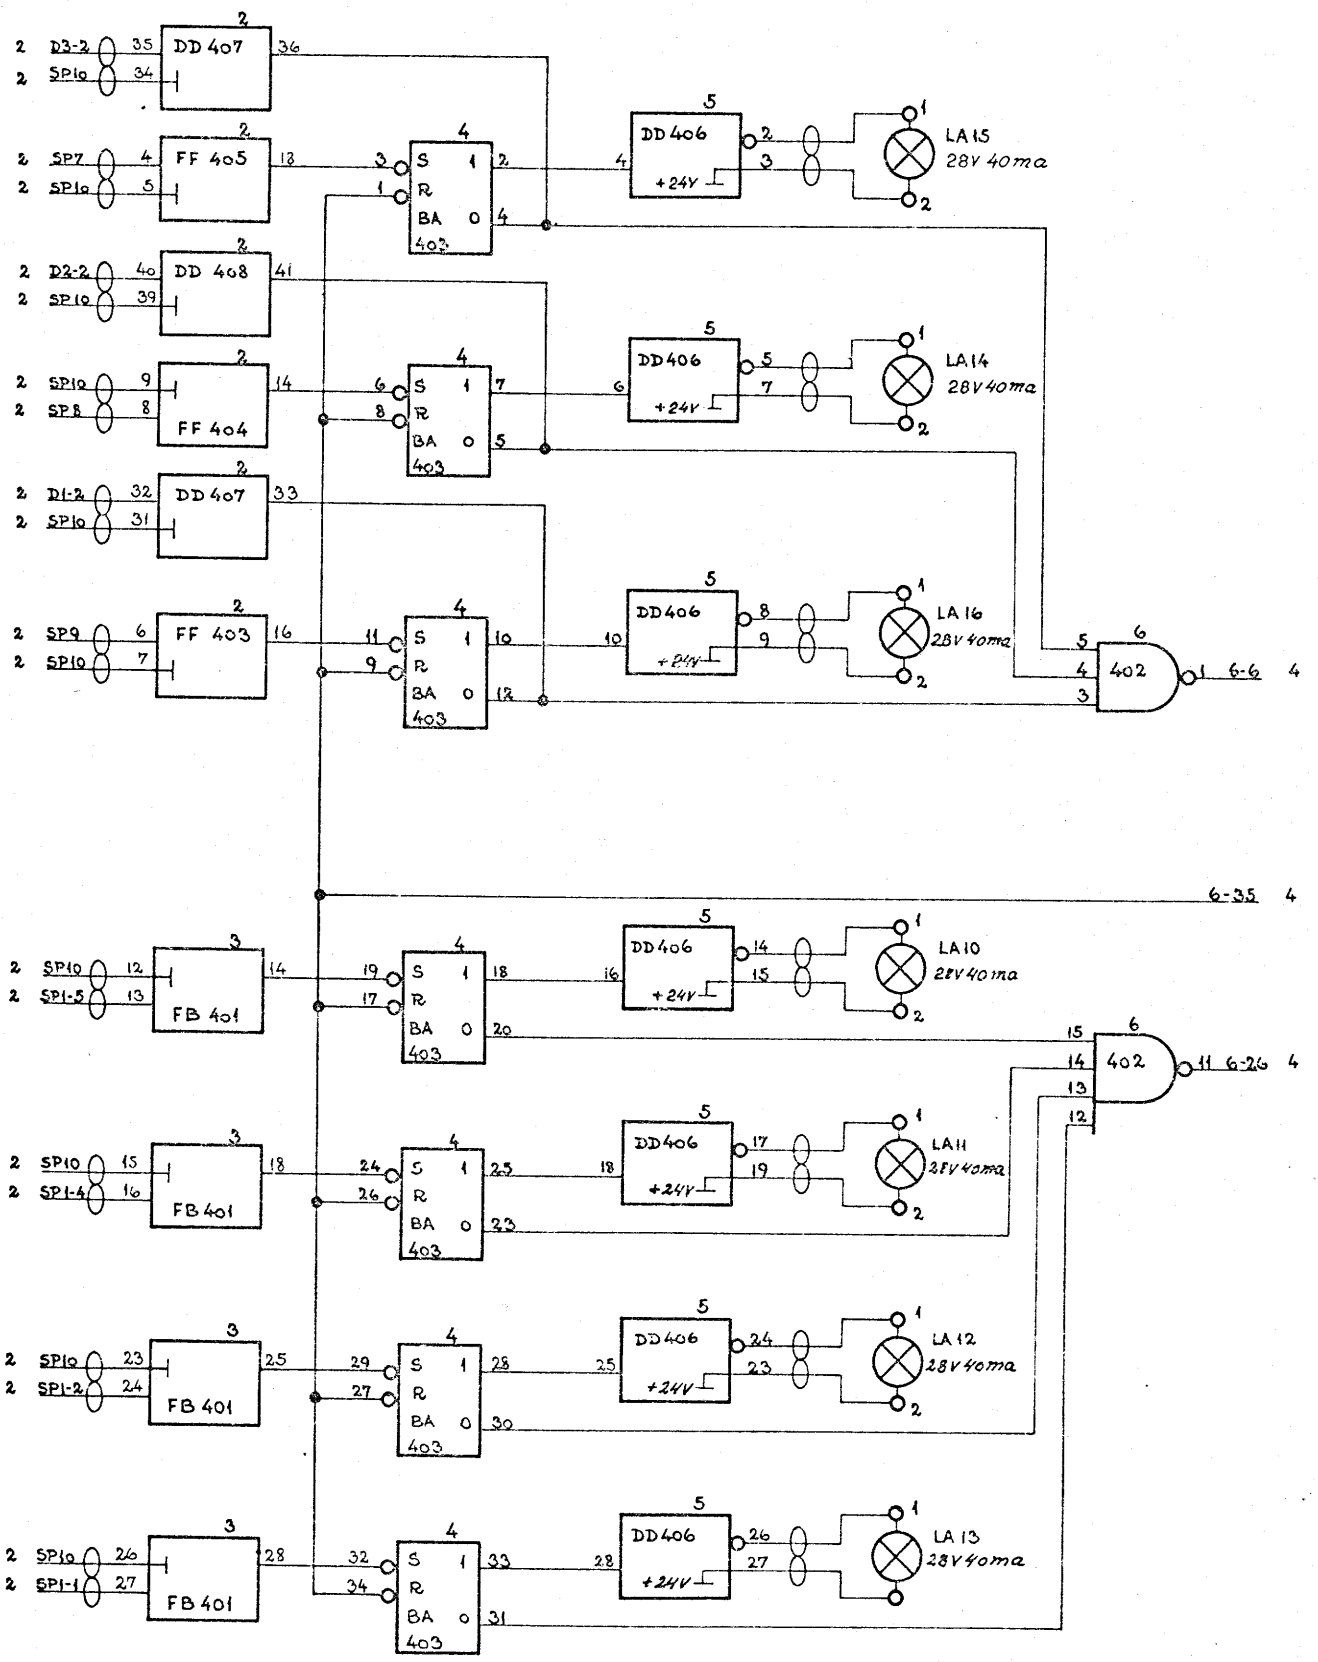 2
2 D3-2 35 DD 407 36
2 SP10 34
2 4 5
DD 406 2 1 LA15
2 SP7 4 FF 405 18 3 S 1 2 4 3 28V 40ma
2 SP10 5 1 R +24V 2
BA 0 4
403
2
2 D2-2 40 DD 408 41
2 SP10 39
2 4 5
DD406 5 1 LA14
2 SP10 9 14 6 S 1 7 6 7 28V 40ma
2 SP8 8 FF 404 8 R +24V 2
BA 0 5
403
2
2 D1-2 32 DD 407 33
2 SP10 31
2 4 5
DD406 8 1 LA16
2 SP9 6 FF 403 16 11 S 1 10 10 9 28V 40ma
2 SP10 7 9 R +24V 2
BA 0 12
403
6
5
4 402 1 6-6 4
3
6-35 4
3 4 5
DD406 14 1 LA10
2 SP10 12 14 19 S 1 18 16 15 28V 40ma
2 SP1-5 13 FB 401 17 R +24V 2
BA 0 20
403
6
15
14 402 11 6-26 4
13
12
3 4 5
DD406 17 1 LA11
2 SP10 15 18 24 S 1 25 18 19 28V 40ma
2 SP1-4 16 FB 401 26 R +24V 2
BA 0 23
403
3 4 5
DD406 24 1 LA12
2 SP10 23 25 29 S 1 28 25 23 28V 40ma
2 SP1-2 24 FB 401 27 R +24V 2
BA 0 30
403
3 4 5
DD406 26 1 LA13
2 SP10 26 28 32 S 1 33 28 27 28V 40ma
2 SP1-1 27 FB 401 34 R +24V
BA 0 31
403